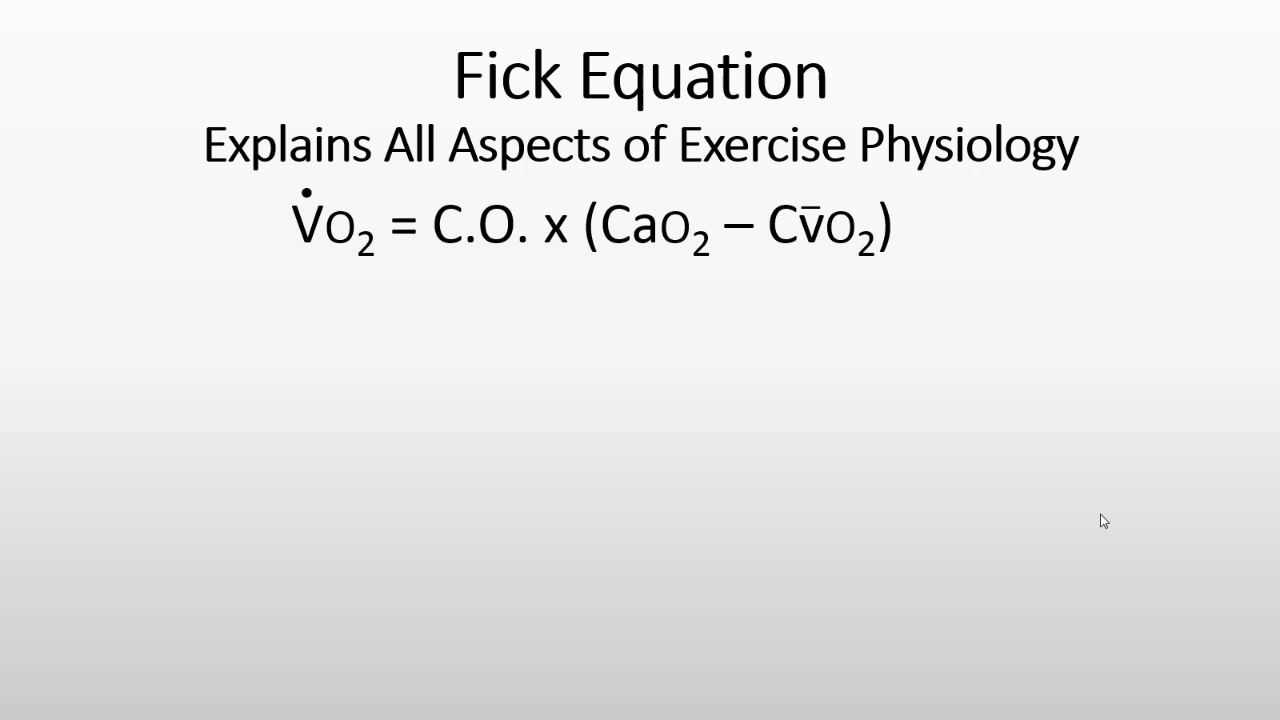 Fick Equation
Explains All Aspects of Exercise Physiology
V̇O₂ = C.O. x (CaO₂ – Cv̄O₂)